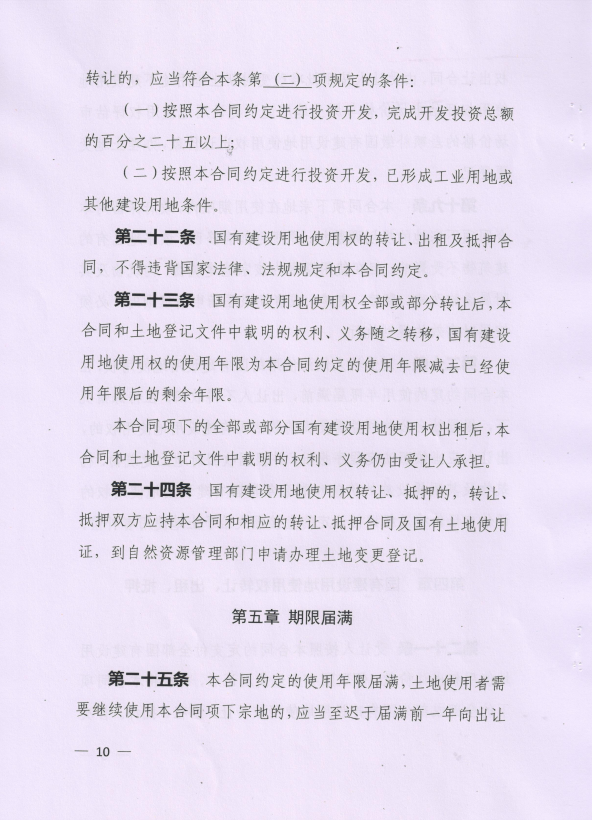 转让的，应当符合本条第（二）项规定的条件：
（一）按照本合同约定进行投资开发，完成开发投资总额
的百分之二十五以上；
（二）按照本合同约定进行投资开发，已形成工业用地或
其他建设用地条件。
第二十二条 国有建设用地使用权的转让、出租及抵押合
同，不得违背国家法律、法规规定和本合同约定。
第二十三条 国有建设用地使用权全部或部分转让后，本
合同和土地登记文件中载明的权利、义务随之转移，国有建设
用地使用权的使用年限为本合同约定的使用年限减去已经使
用年限后的剩余年限。
本合同项下的全部或部分国有建设用地使用权出租后，本
合同和土地登记文件中载明的权利、义务仍由受让人承担。
第二十四条 国有建设用地使用权转让、抵押的，转让、
抵押双方应持本合同和相应的转让、抵押合同及国有土地使用
证，到自然资源管理部门申请办理土地变更登记。
第五章 期限届满
第二十五条 本合同约定的使用年限届满，土地使用者需
要继续使用本合同项下宗地的，应当至迟于届满前一年向出让
— 10 —